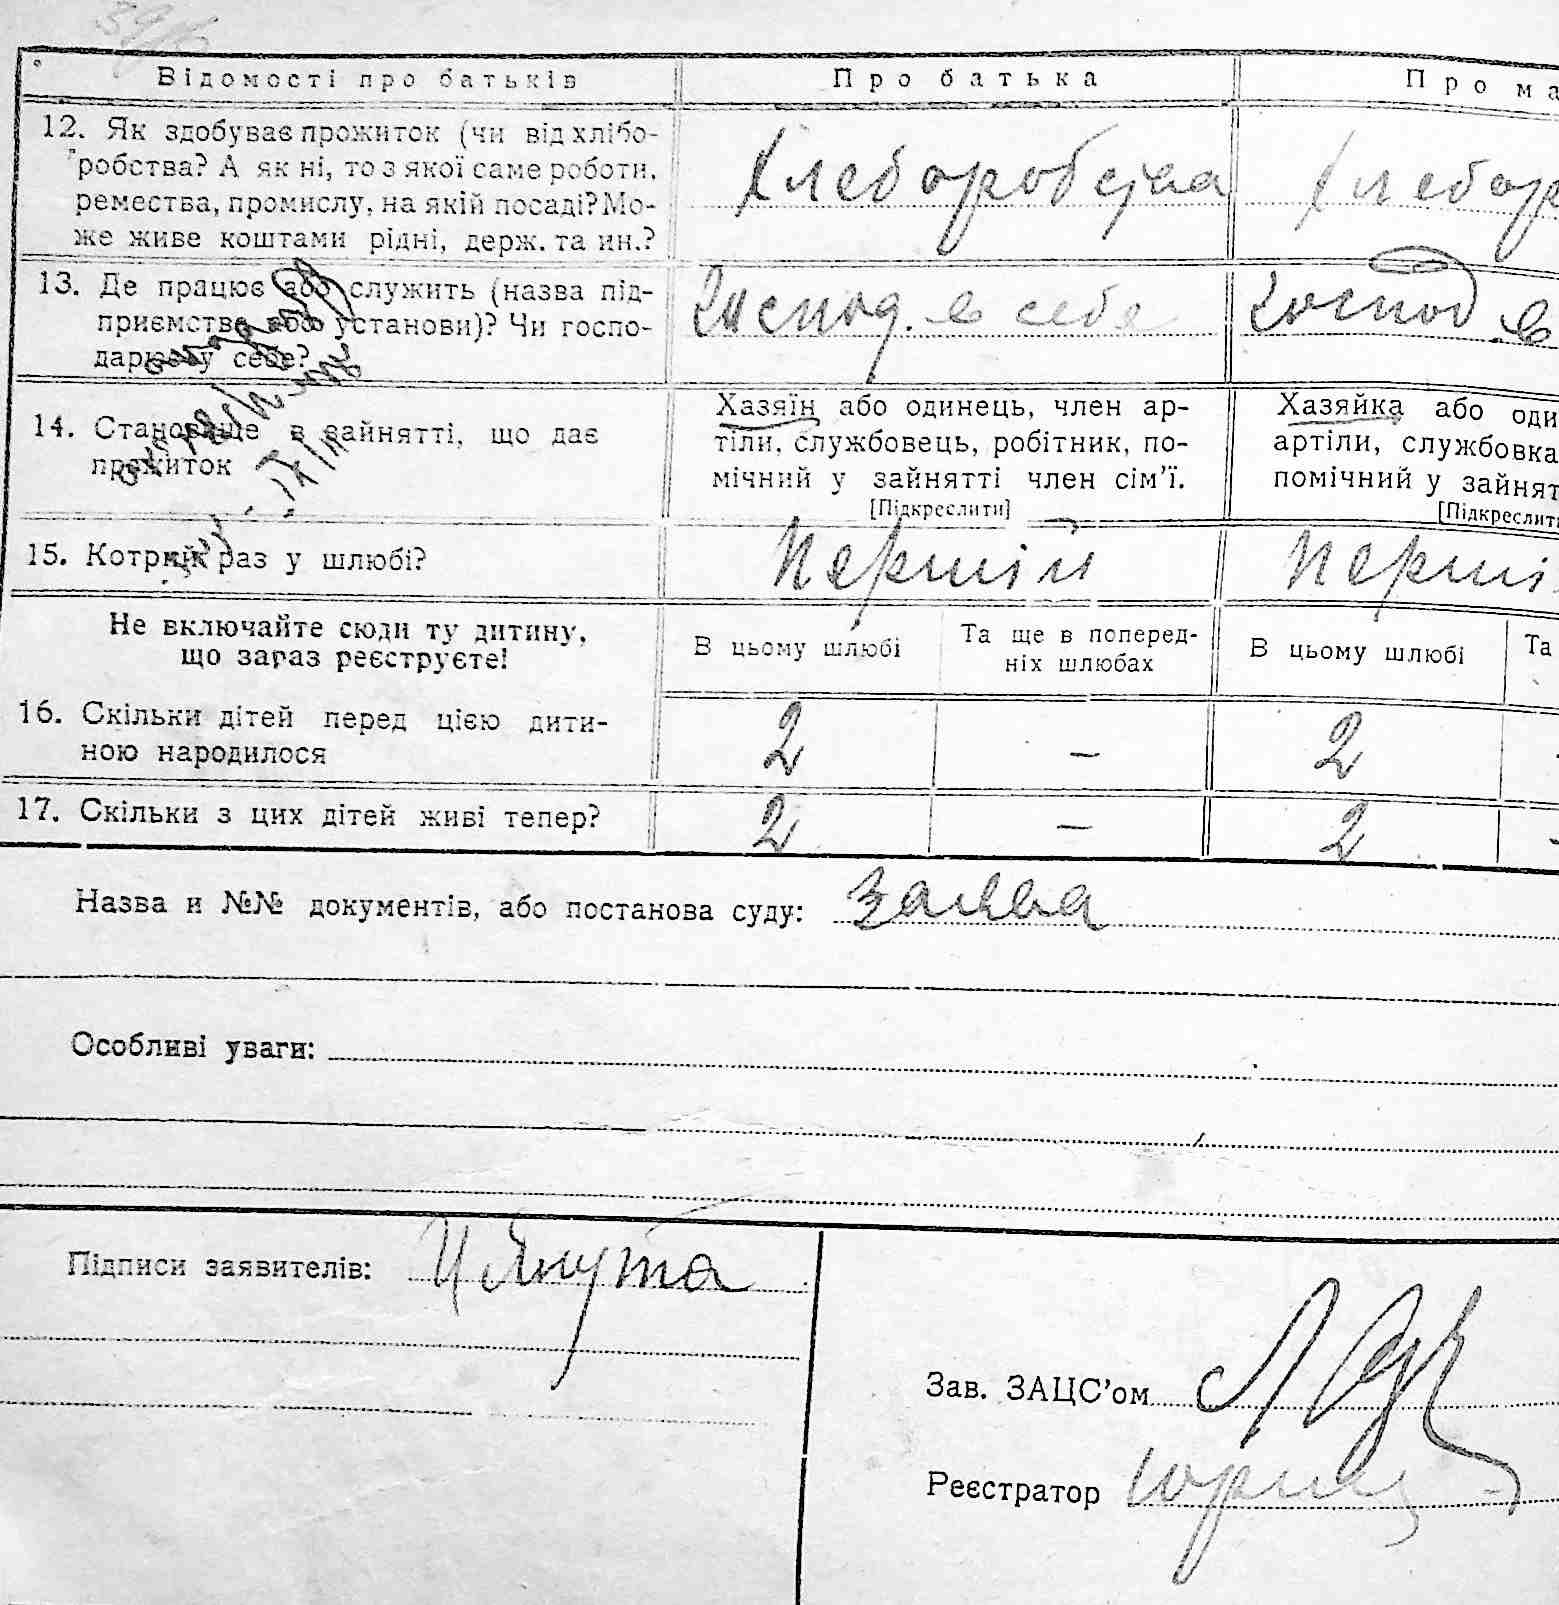 Відомості про батьків
Про батька
Про ма
12. Як здобуває прожиток (чи від хлібо-
робства? А як ні, то з якої саме роботи,
ремества, промислу, на якій посаді? Мо-
же живе коштами рідні, держ. та ин.?
хлеборобства
хлебор
13. Де працює або служить (назва під-
приємства або установи)? Чи госпо-
дарює у себе?
господ. в себе
господ в
14. Становище в зайнятті, що дає
прожиток
Хазяїн або одинець, член ар-
тіли, службовець, робітник, по-
мічний у зайнятті член сім'ї.
[Підкреслити]
Хазяйка або оди
артіли, службовка
помічний у зайнят
[Підкреслити
15. Котрий раз у шлюбі?
перший
перші
Не включайте сюди ту дитину,
що зараз реєструєте!
В цьому шлюбі
Та ще в поперед-
ніх шлюбах
В цьому шлюбі
Та
16. Скільки дітей перед цією дити-
ною народилося
2
–
2
17. Скільки з цих дітей живі тепер?
2
–
2
Назва и №№ документів, або постанова суду: заява
Особливі уваги:
Підписи заявителів:
Зав. ЗАЦС'ом
Реєстратор